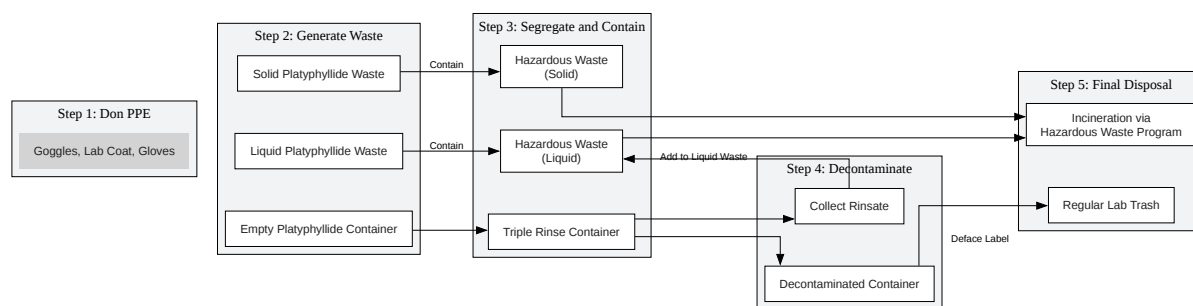 Step 1: Don PPE
Goggles, Lab Coat, Gloves
Step 2: Generate Waste
Solid Platyphyllide Waste
Liquid Platyphyllide Waste
Empty Platyphyllide Container
Contain
Contain
Step 3: Segregate and Contain
Hazardous Waste
(Solid)
Hazardous Waste
(Liquid)
Triple Rinse Container
Add to Liquid Waste
Step 4: Decontaminate
Collect Rinsate
Decontaminated Container
Deface Label
Step 5: Final Disposal
Incineration via
Hazardous Waste Program
Regular Lab Trash